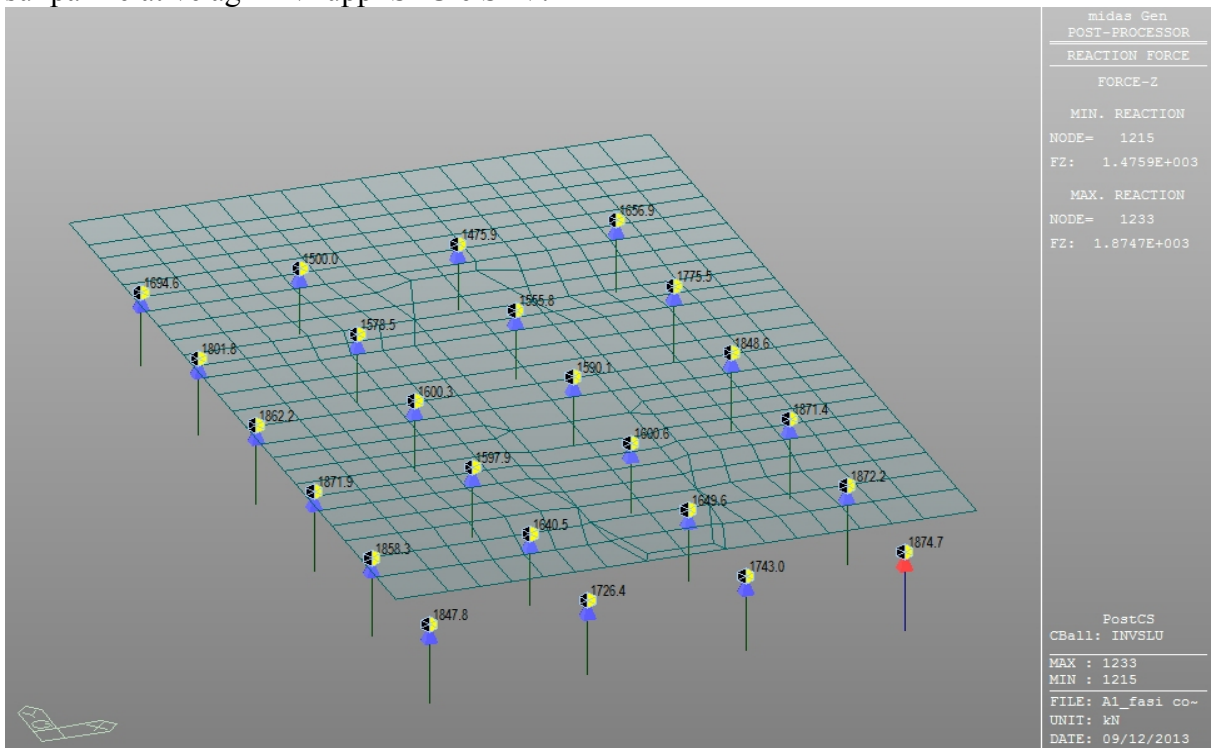 1656.9
1475.9
1500.0
1694.6
1775.5
1555.8
1578.5
1801.8
1848.6
1590.1
1600.3
1862.2
1871.4
1600.6
1597.9
1871.9
1872.2
1649.6
1640.5
1858.3
1874.7
1743.0
1726.4
1847.8
midas Gen
POST-PROCESSOR
REACTION FORCE
FORCE-Z
MIN. REACTION
NODE= 1215
FZ: 1.4759E+003
MAX. REACTION
NODE= 1233
FZ: 1.8747E+003
PostCS
CBall: INVSLU
MAX : 1233
MIN : 1215
FILE: A1_fasi co~
UNIT: kN
DATE: 09/12/2013